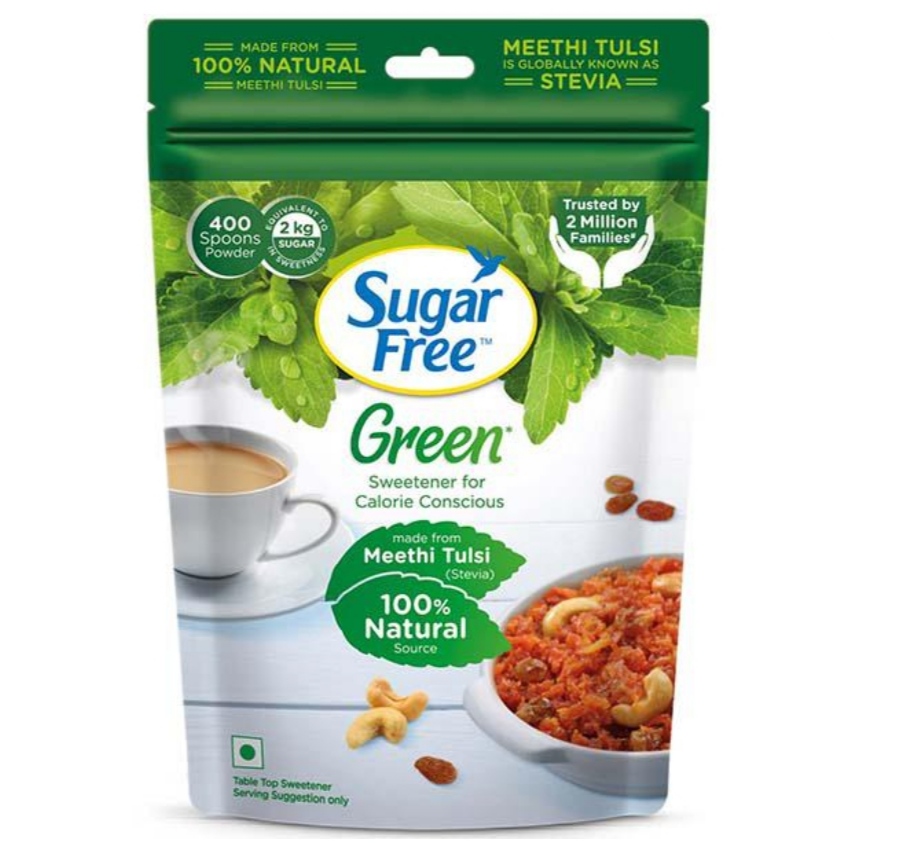 MADE FROM
100% NATURAL
MEETHI TULSI
MEETHI TULSI
IS GLOBALLY KNOWN AS
STEVIA
400
Spoons
Powder
EQUIVALENT TO
2 kg
SUGAR
IN SWEETNESS
Trusted by
2 Million
Families#
Sugar
Free™
Green*
Sweetener for
Calorie Conscious
made from
Meethi Tulsi
(Stevia)
100%
Natural
Source
Table Top Sweetener
Serving Suggestion only